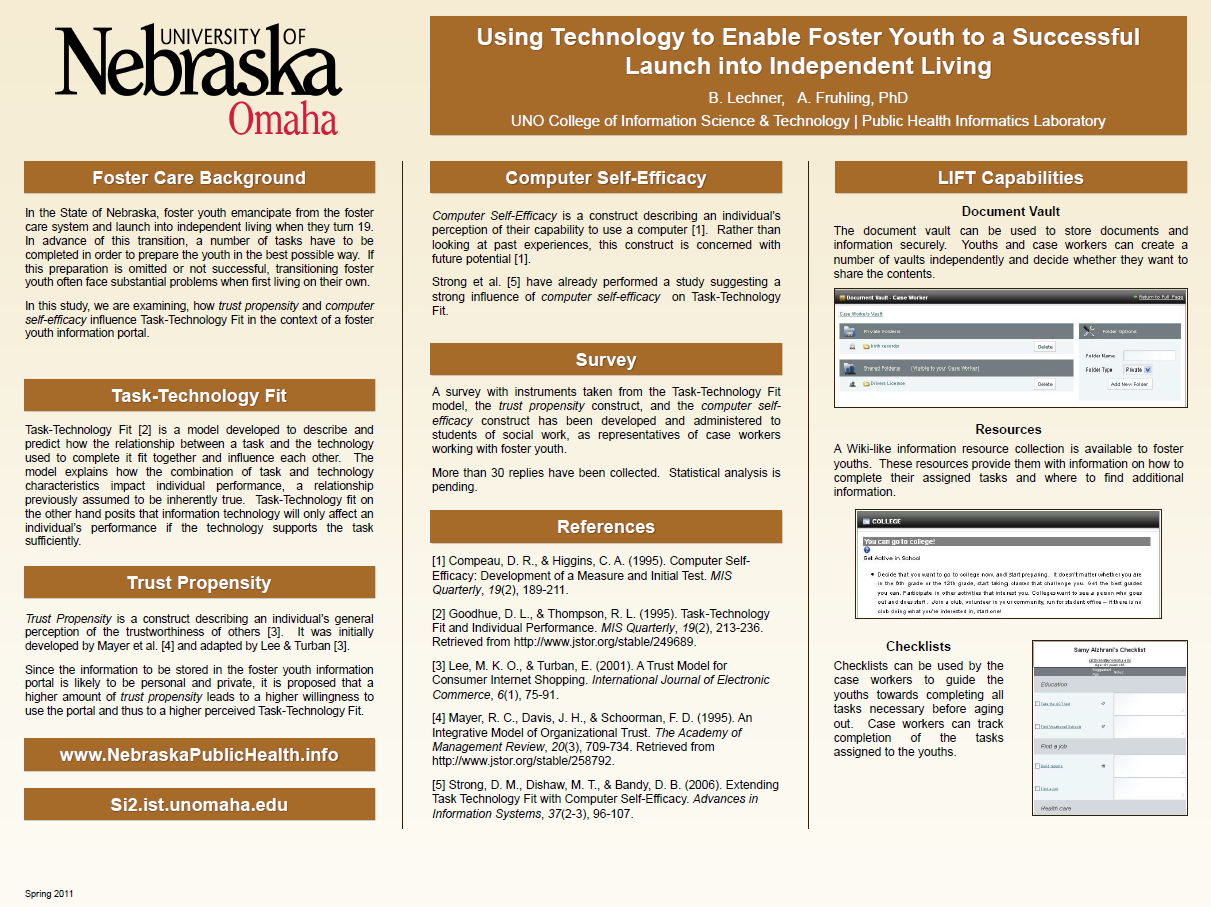 UNIVERSITY OF
Nebraska
Omaha
Using Technology to Enable Foster Youth to a Successful
Launch into Independent Living
B. Lechner,   A. Fruhling, PhD
UNO College of Information Science & Technology | Public Health Informatics Laboratory
Foster Care Background
In the State of Nebraska, foster youth emancipate from the foster
care system and launch into independent living when they turn 19.
In advance of this transition, a number of tasks have to be
completed in order to prepare the youth in the best possible way. If
this preparation is omitted or not successful, transitioning foster
youth often face substantial problems when first living on their own.
In this study, we are examining, how trust propensity and computer
self-efficacy influence Task-Technology Fit in the context of a foster
youth information portal.
Task-Technology Fit
Task-Technology Fit [2] is a model developed to describe and
predict how the relationship between a task and the technology
used to complete it fit together and influence each other. The
model explains how the combination of task and technology
characteristics impact individual performance, a relationship
previously assumed to be inherently true. Task-Technology fit on
the other hand posits that information technology will only affect an
individual's performance if the technology supports the task
sufficiently.
Trust Propensity
Trust Propensity is a construct describing an individual's general
perception of the trustworthiness of others [3]. It was initially
developed by Mayer et al. [4] and adapted by Lee & Turban [3].
Since the information to be stored in the foster youth information
portal is likely to be personal and private, it is proposed that a
higher amount of trust propensity leads to a higher willingness to
use the portal and thus to a higher perceived Task-Technology Fit.
www.NebraskaPublicHealth.info
Si2.ist.unomaha.edu
Spring 2011
Computer Self-Efficacy
Computer Self-Efficacy is a construct describing an individual's
perception of their capability to use a computer [1]. Rather than
looking at past experiences, this construct is concerned with
future potential [1].
Strong et al. [5] have already performed a study suggesting a
strong influence of computer self-efficacy on Task-Technology
Fit.
Survey
A survey with instruments taken from the Task-Technology Fit
model, the trust propensity construct, and the computer self-
efficacy construct has been developed and administered to
students of social work, as representatives of case workers
working with foster youth.
More than 30 replies have been collected. Statistical analysis is
pending.
References
[1] Compeau, D. R., & Higgins, C. A. (1995). Computer Self-
Efficacy: Development of a Measure and Initial Test. MIS
Quarterly, 19(2), 189-211.
[2] Goodhue, D. L., & Thompson, R. L. (1995). Task-Technology
Fit and Individual Performance. MIS Quarterly, 19(2), 213-236.
Retrieved from http://www.jstor.org/stable/249689.
[3] Lee, M. K. O., & Turban, E. (2001). A Trust Model for
Consumer Internet Shopping. International Journal of Electronic
Commerce, 6(1), 75-91.
[4] Mayer, R. C., Davis, J. H., & Schoorman, F. D. (1995). An
Integrative Model of Organizational Trust. The Academy of
Management Review, 20(3), 709-734. Retrieved from
http://www.jstor.org/stable/258792.
[5] Strong, D. M., Dishaw, M. T., & Bandy, D. B. (2006). Extending
Task Technology Fit with Computer Self-Efficacy. Advances in
Information Systems, 37(2-3), 96-107.
LIFT Capabilities
Document Vault
The document vault can be used to store documents and
information securely. Youths and case workers can create a
number of vaults independently and decide whether they want to
share the contents.
Document Vault - Case Worker
Return to Full Page
Case Workers Vault
Private Folders
Folder Options
birth records
Delete
Folder Name
Shared Folders (Visible to your Case Worker)
Folder Type Private
Drivers License
Delete
Add New Folder
Resources
A Wiki-like information resource collection is available to foster
youths. These resources provide them with information on how to
complete their assigned tasks and where to find additional
information.
COLLEGE
You can go to college!
Get Active in School
Decide that you want to go to college now, and start preparing. It doesn't matter whether you are
in the 6th grade or the 12th grade, start taking classes that challenge you. Get the best grades
you can. Participate in other activities that interest you. Colleges want to see a person who goes
out and does stuff. Join a club, volunteer in your community, run for student office – if there is no
club doing what you're interested in, start one!
Checklists
Checklists can be used by the
case workers to guide the
youths towards completing all
tasks necessary before aging
out. Case workers can track
completion of the tasks
assigned to the youths.
Samy Alzhrani's Checklist
Education
Find Vocational Schools
Find a job
Build resume
Find a job
Health care